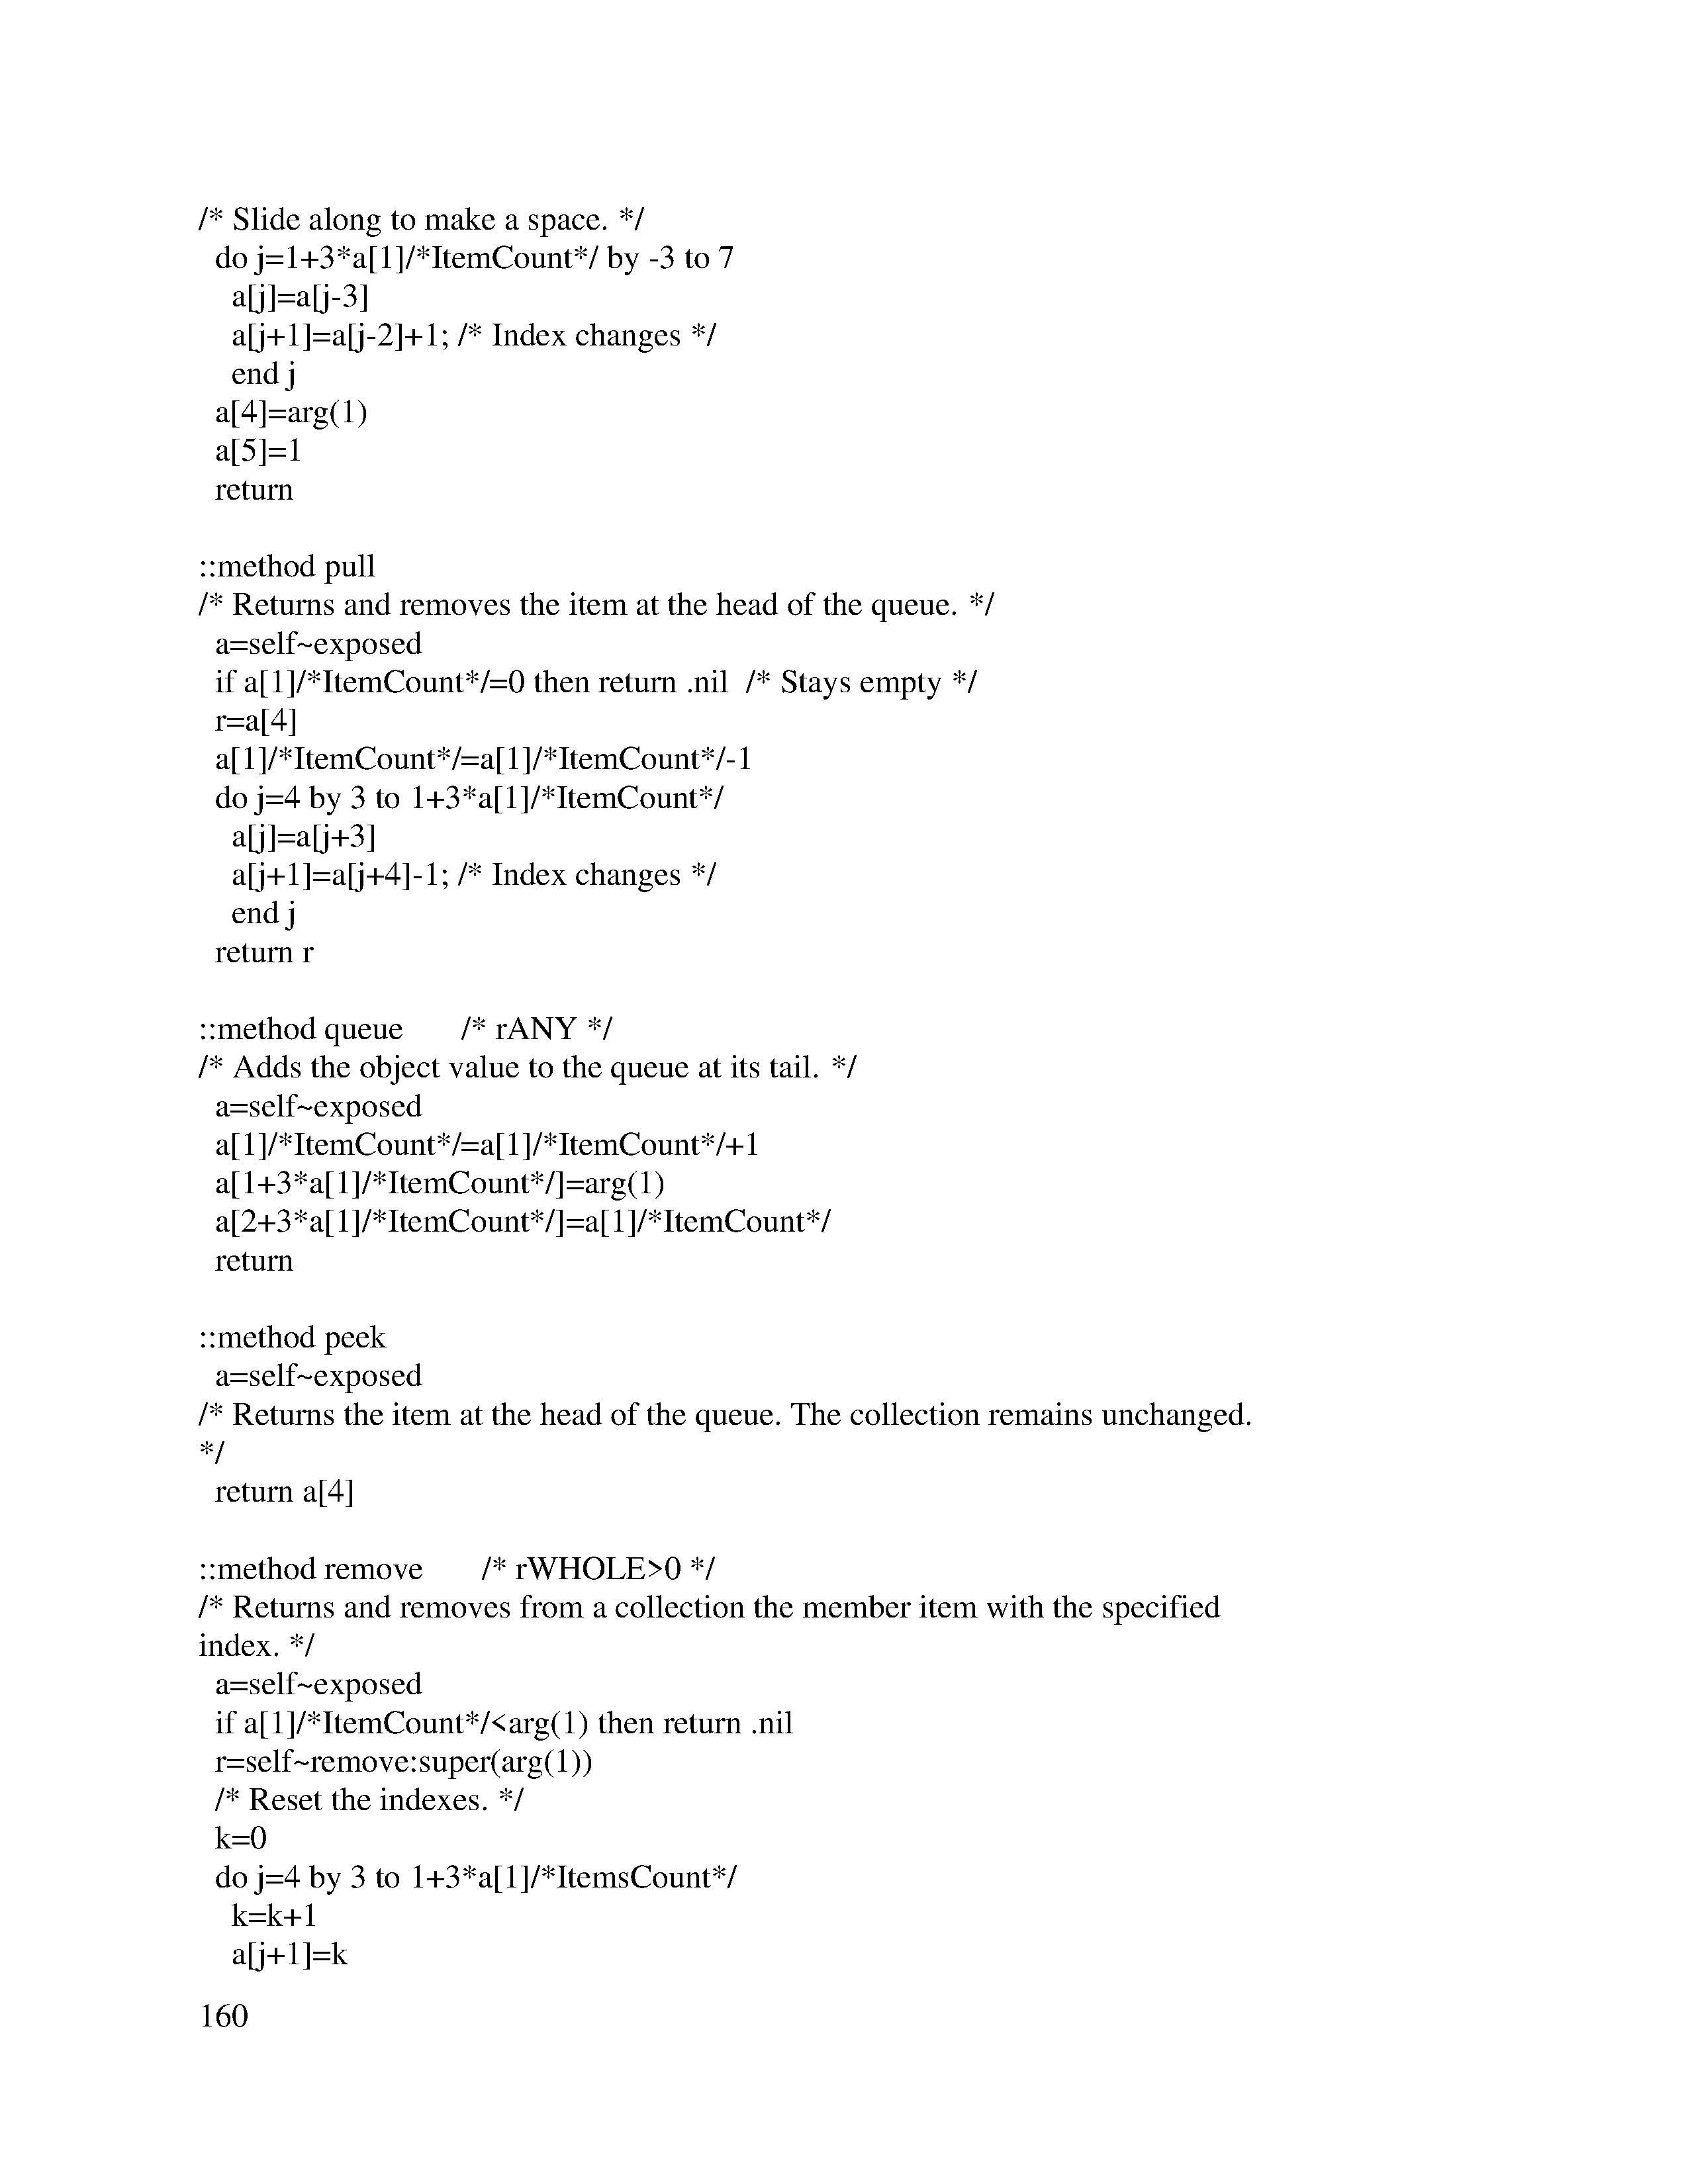 /* Slide along to make a space. */
do j=1+3*a[1]/*ItemCount*/ by -3 to 7
a[j]=a[j-3]
a[j+1]=a[j-2]+1; /* Index changes */
end j
a[4]=arg(1)
a[5]=1
return
::method pull
/* Returns and removes the item at the head of the queue. */
a=self~exposed
if a[1]/*ItemCount*/=0 then return .nil /* Stays empty */
r=a[4]
a[1]/*ItemCount*/=a[1]/*ItemCount*/-1
do j=4 by 3 to 1+3*a[1]/*ItemCount*/
a[j]=a[j+3]
a[j+1]=a[j+4]-1; /* Index changes */
end j
return r
::method queue /* rANY */
/* Adds the object value to the queue at its tail. */
a=self~exposed
a[1]/*ItemCount*/=a[1]/*ItemCount*/+1
a[1+3*a[1]/*ItemCount*/]=arg(1)
a[2+3*a[1]/*ItemCount*/]=a[1]/*ItemCount*/
return
::method peek
a=self~exposed
/* Returns the item at the head of the queue. The collection remains unchanged.
*/
return a[4]
::method remove /* rWHOLE>0 */
/* Returns and removes from a collection the member item with the specified
index. */
a=self~exposed
if a[1]/*ItemCount*/<arg(1) then return .nil
r=self~remove:super(arg(1))
/* Reset the indexes. */
k=0
do j=4 by 3 to 1+3*a[1]/*ItemsCount*/
k=k+1
a[j+1]=k
160